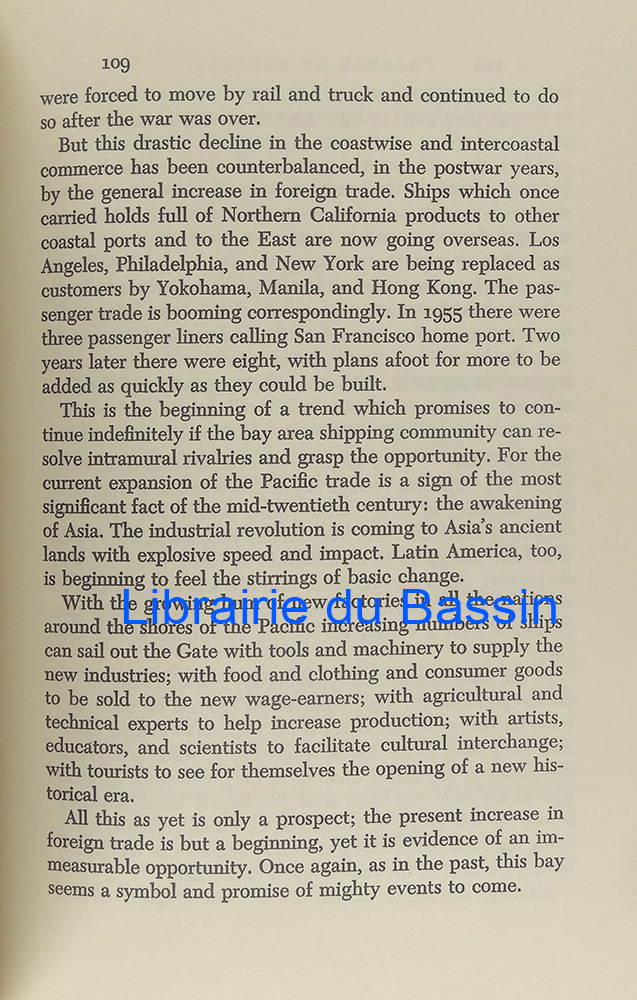 109
were forced to move by rail and truck and continued to do
so after the war was over.
But this drastic decline in the coastwise and intercoastal
commerce has been counterbalanced, in the postwar years,
by the general increase in foreign trade. Ships which once
carried holds full of Northern California products to other
coastal ports and to the East are now going overseas. Los
Angeles, Philadelphia, and New York are being replaced as
customers by Yokohama, Manila, and Hong Kong. The pas-
senger trade is booming correspondingly. In 1955 there were
three passenger liners calling San Francisco home port. Two
years later there were eight, with plans afoot for more to be
added as quickly as they could be built.
This is the beginning of a trend which promises to con-
tinue indefinitely if the bay area shipping community can re-
solve intramural rivalries and grasp the opportunity. For the
current expansion of the Pacific trade is a sign of the most
significant fact of the mid-twentieth century: the awakening
of Asia. The industrial revolution is coming to Asia's ancient
lands with explosive speed and impact. Latin America, too,
is beginning to feel the stirrings of basic change.
With the growing hum of new factories in all the nations
Librairie du Bassin
around the shores of the Pacific increasing numbers of ships
can sail out the Gate with tools and machinery to supply the
new industries; with food and clothing and consumer goods
to be sold to the new wage-earners; with agricultural and
technical experts to help increase production; with artists,
educators, and scientists to facilitate cultural interchange;
with tourists to see for themselves the opening of a new his-
torical era.
All this as yet is only a prospect; the present increase in
foreign trade is but a beginning, yet it is evidence of an im-
measurable opportunity. Once again, as in the past, this bay
seems a symbol and promise of mighty events to come.